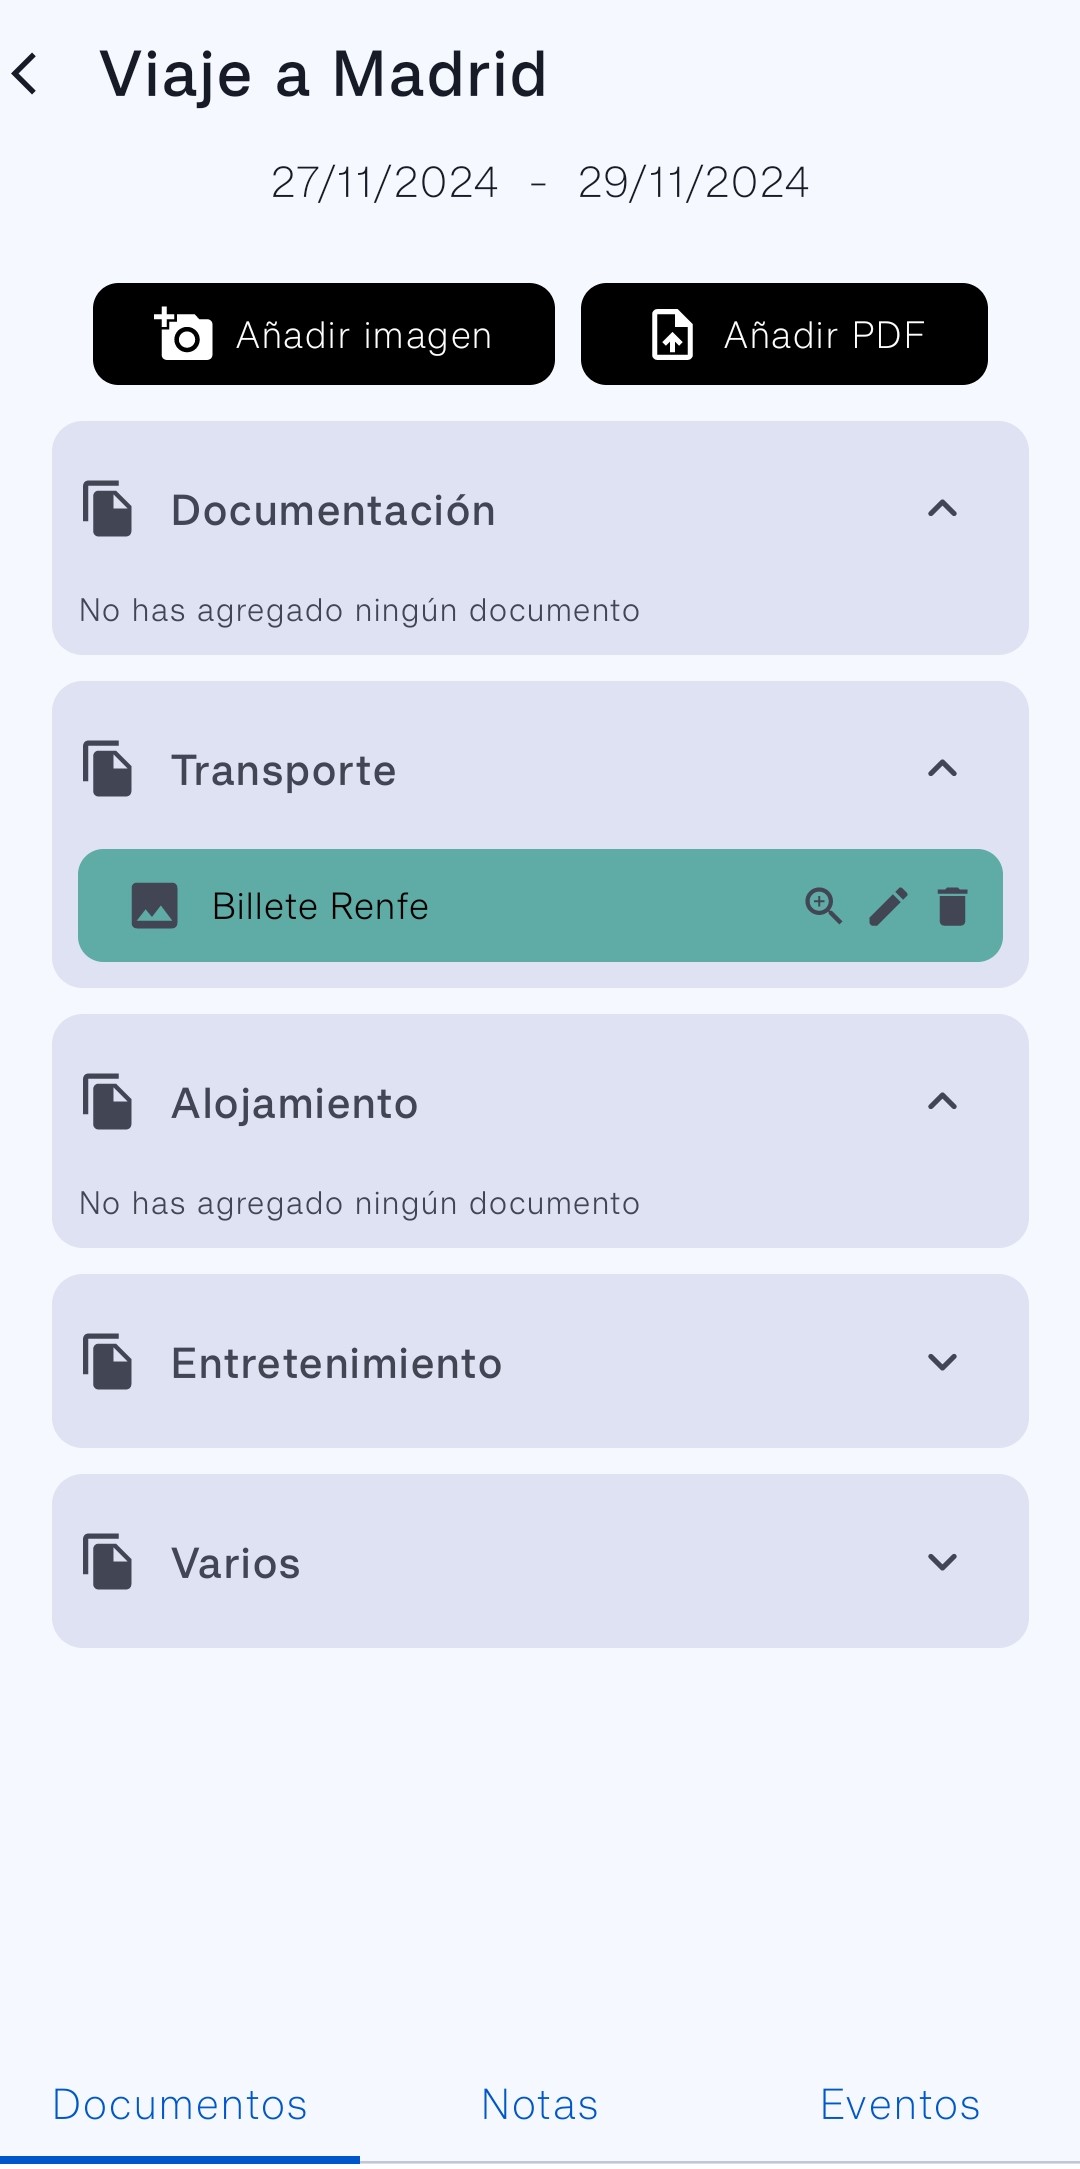 Viaje a Madrid
27/11/2024 - 29/11/2024
Añadir imagen
Añadir PDF
Documentación
No has agregado ningún documento
Transporte
Billete Renfe
Alojamiento
No has agregado ningún documento
Entretenimiento
Varios
Documentos
Notas
Eventos